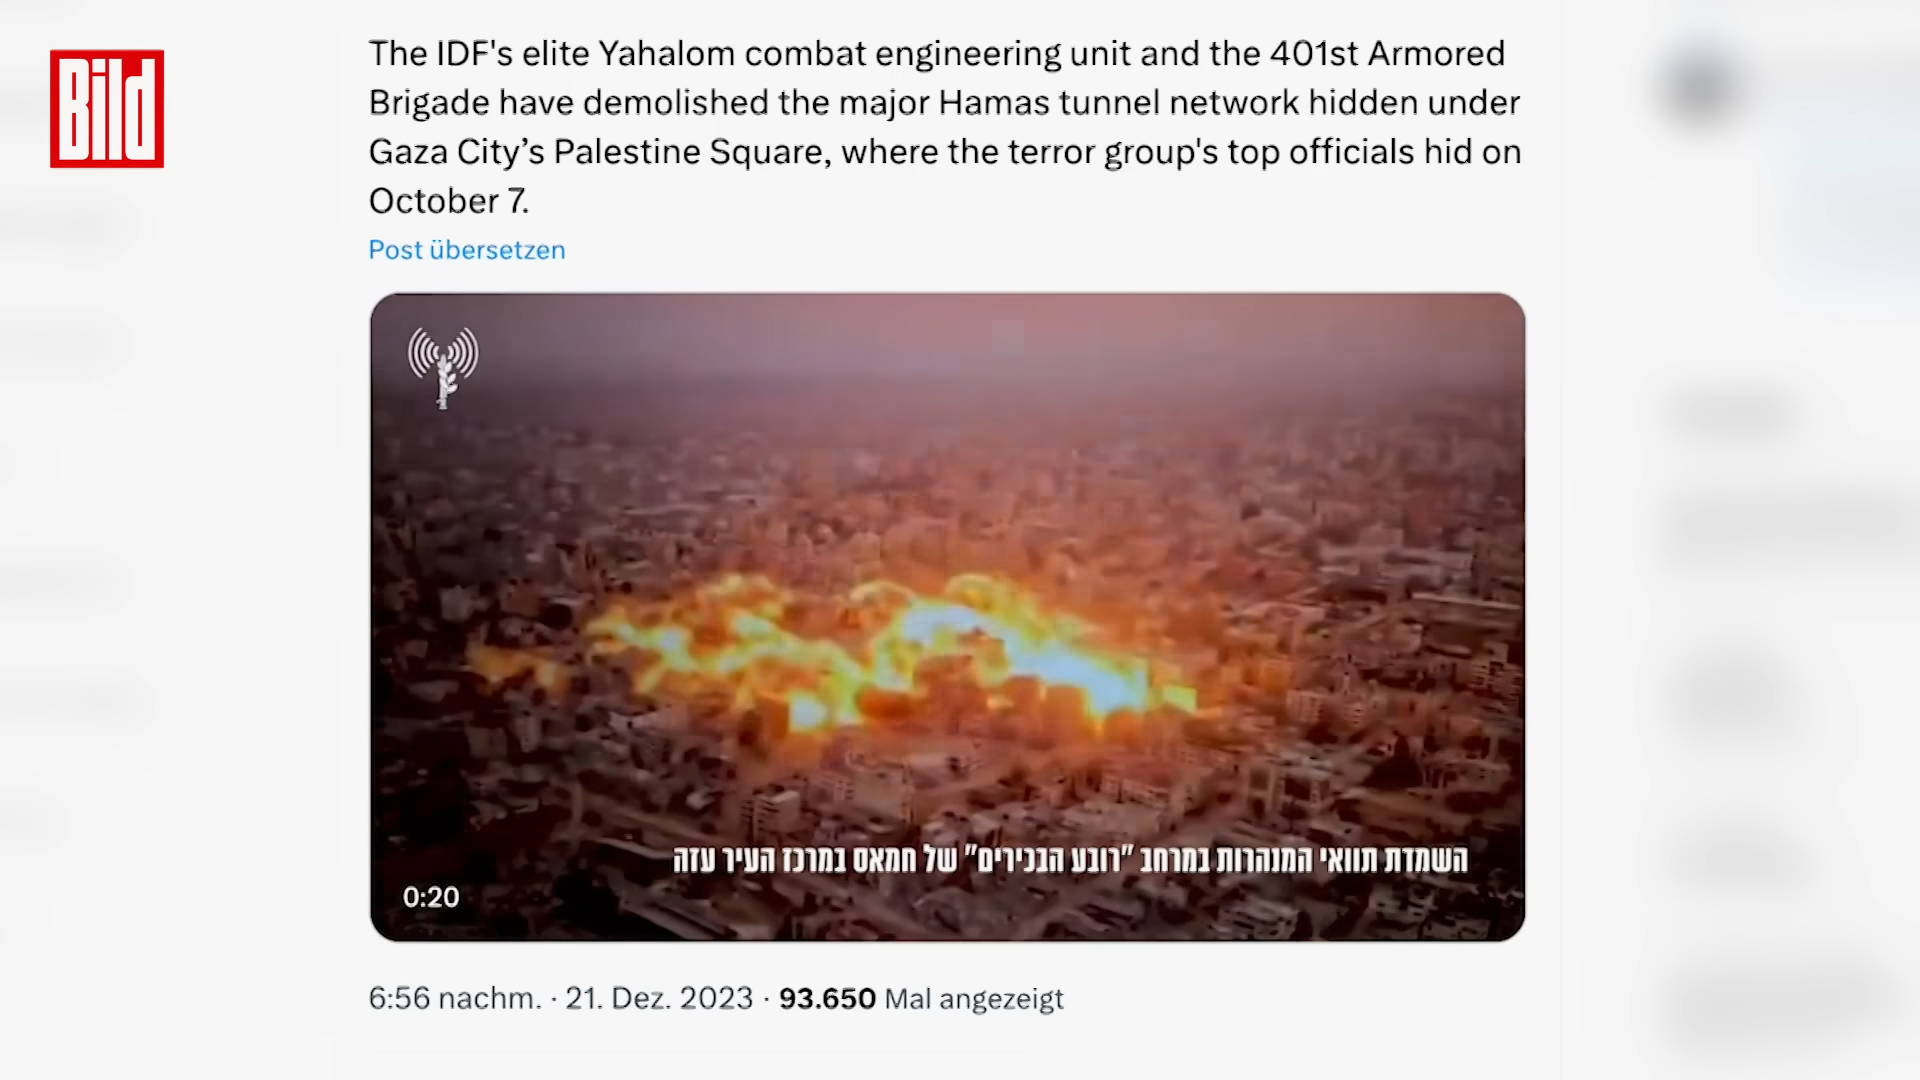 Bild
The IDF's elite Yahalom combat engineering unit and the 401st Armored
Brigade have demolished the major Hamas tunnel network hidden under
Gaza City’s Palestine Square, where the terror group's top officials hid on
October 7.
Post übersetzen
השמדת תוואי המנהרות במרחב "רובע הבכירים" של חמאס במרכז העיר עזה
0:20
6:56 nachm. · 21. Dez. 2023 · 93.650 Mal angezeigt